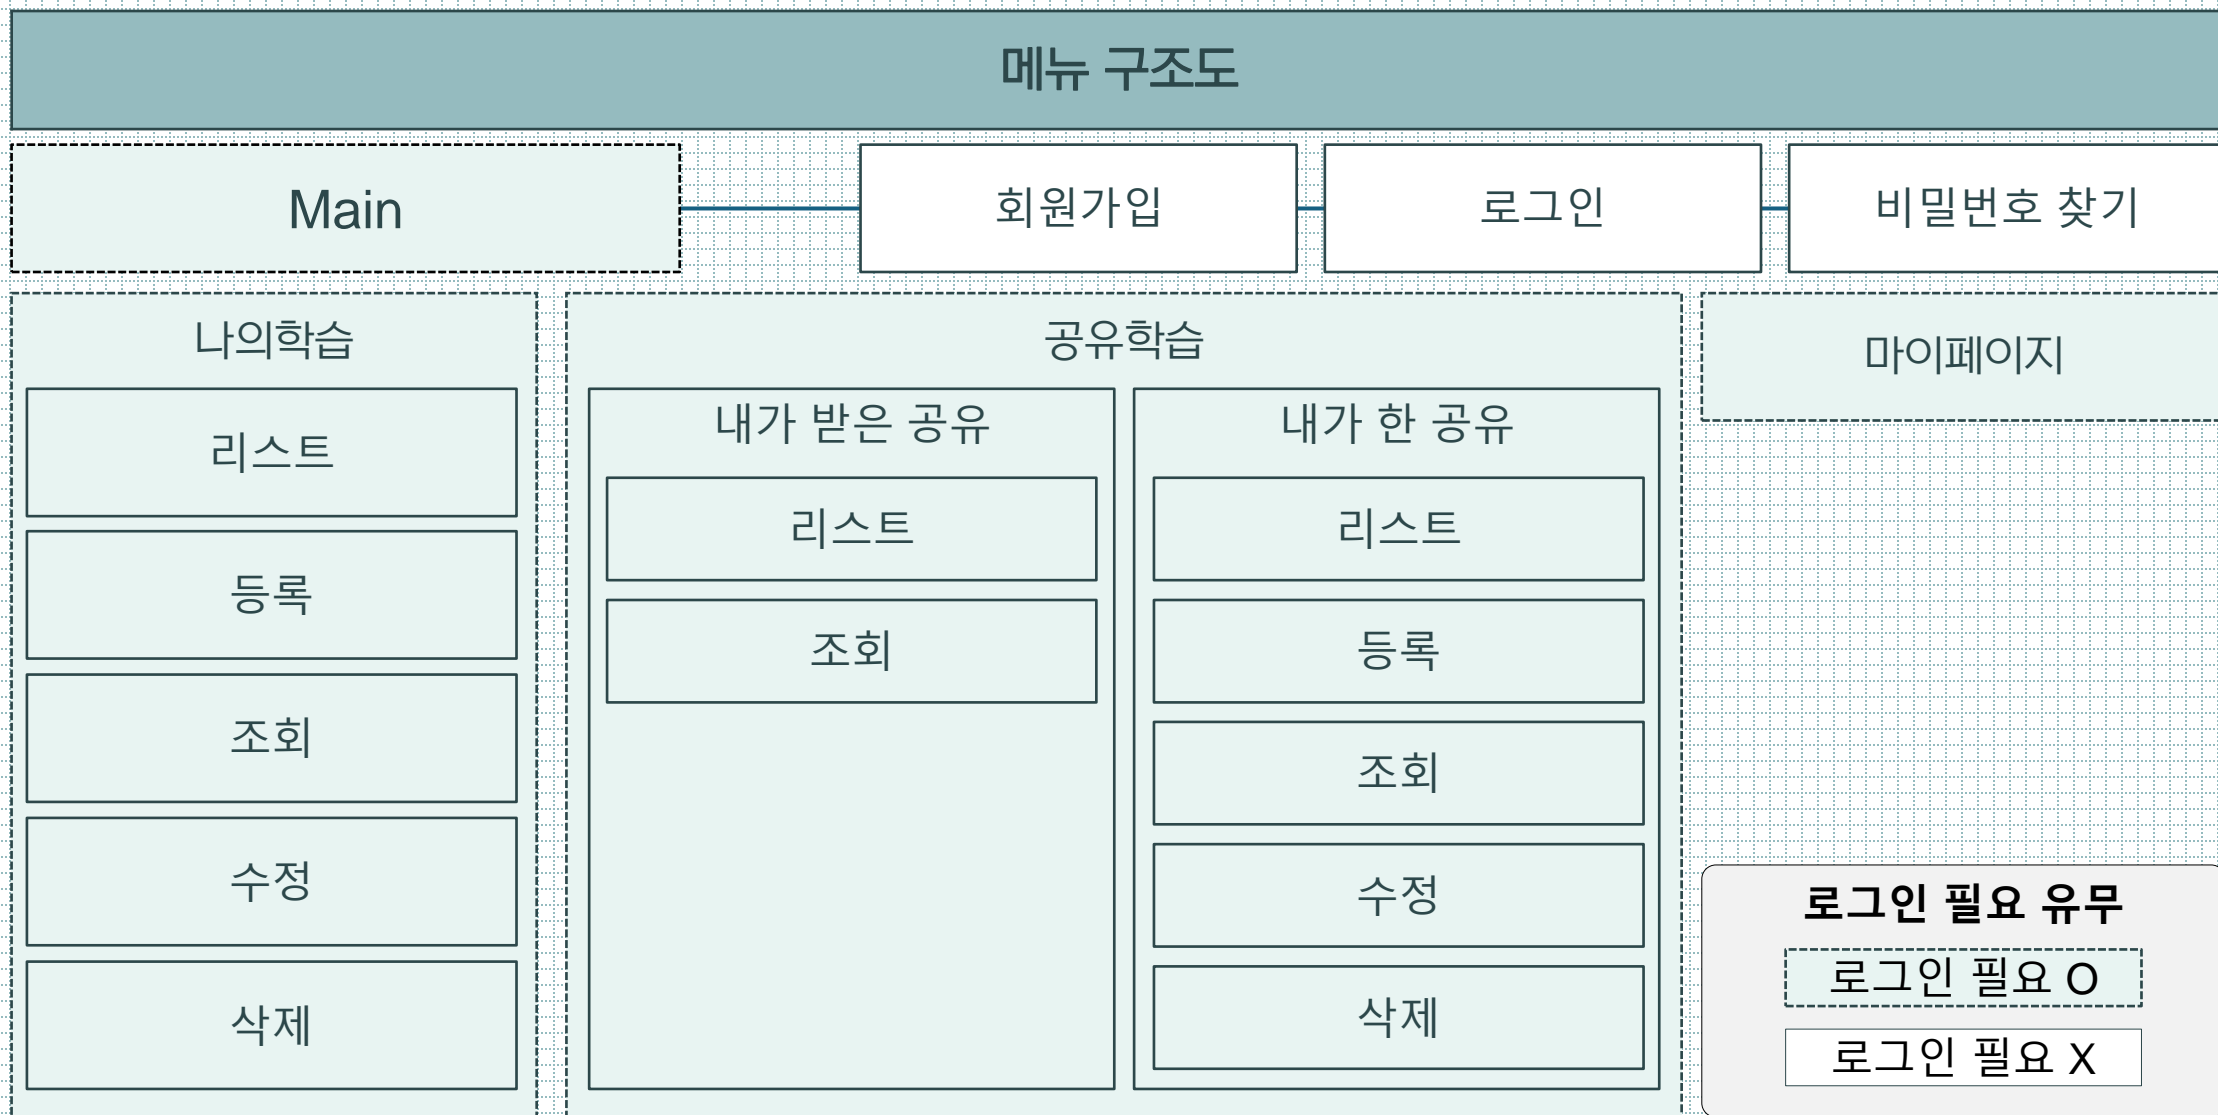 메뉴 구조도
Main
회원가입
로그인
비밀번호 찾기
나의학습
리스트
등록
조회
수정
삭제
공유학습
내가 받은 공유
리스트
조회
내가 한 공유
리스트
등록
조회
수정
삭제
마이페이지
로그인 필요 유무
로그인 필요 O
로그인 필요 X